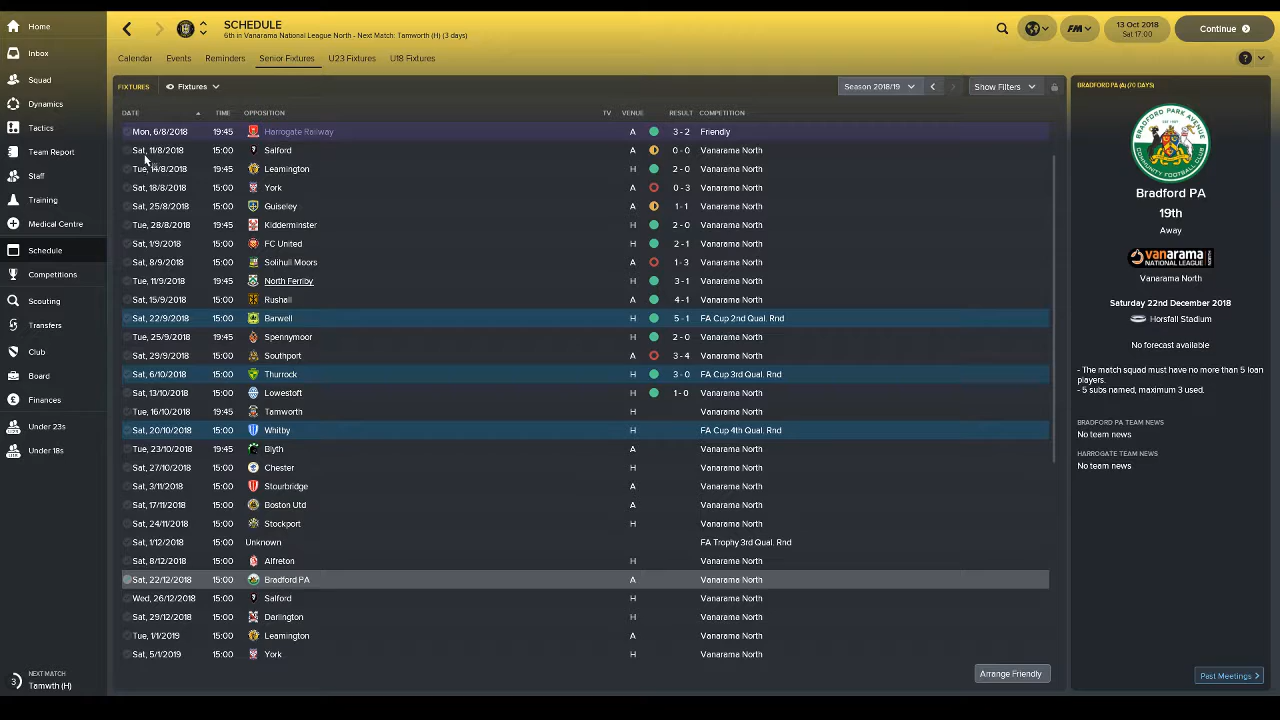 Home
Inbox
Squad
Dynamics
Tactics
Team Report
Staff
Training
Medical Centre
Schedule
Competitions
Scouting
Transfers
Club
Board
Finances
Under 23s
Under 18s
3 NEXT MATCH
Tamwth (H)
SCHEDULE
6th in Vanarama National League North - Next Match: Tamworth (H) (3 days)
FM
13 Oct 2018
Sat 17:00
Continue
Calendar Events Reminders Senior Fixtures U23 Fixtures U18 Fixtures ?
FIXTURES Fixtures Season 2018/19 Show Filters
DATE TIME OPPOSITION TV VENUE RESULT COMPETITION
Mon, 6/8/2018 19:45 Harrogate Railway A 3 - 2 Friendly
Sat, 11/8/2018 15:00 Salford A 0 - 0 Vanarama North
Tue, 14/8/2018 19:45 Leamington H 2 - 0 Vanarama North
Sat, 18/8/2018 15:00 York A 0 - 3 Vanarama North
Sat, 25/8/2018 15:00 Guiseley A 1 - 1 Vanarama North
Tue, 28/8/2018 19:45 Kidderminster H 2 - 0 Vanarama North
Sat, 1/9/2018 15:00 FC United H 2 - 1 Vanarama North
Sat, 8/9/2018 15:00 Solihull Moors A 1 - 3 Vanarama North
Tue, 11/9/2018 19:45 North Ferriby H 3 - 1 Vanarama North
Sat, 15/9/2018 15:00 Rushall A 4 - 1 Vanarama North
Sat, 22/9/2018 15:00 Barwell H 5 - 1 FA Cup 2nd Qual. Rnd
Tue, 25/9/2018 19:45 Spennymoor H 2 - 0 Vanarama North
Sat, 29/9/2018 15:00 Southport A 3 - 4 Vanarama North
Sat, 6/10/2018 15:00 Thurrock H 3 - 0 FA Cup 3rd Qual. Rnd
Sat, 13/10/2018 15:00 Lowestoft H 1 - 0 Vanarama North
Tue, 16/10/2018 19:45 Tamworth H Vanarama North
Sat, 20/10/2018 15:00 Whitby H FA Cup 4th Qual. Rnd
Tue, 23/10/2018 19:45 Blyth A Vanarama North
Sat, 27/10/2018 15:00 Chester H Vanarama North
Sat, 3/11/2018 15:00 Stourbridge A Vanarama North
Sat, 17/11/2018 15:00 Boston Utd A Vanarama North
Sat, 24/11/2018 15:00 Stockport H Vanarama North
Sat, 1/12/2018 15:00 Unknown FA Trophy 3rd Qual. Rnd
Sat, 8/12/2018 15:00 Alfreton H Vanarama North
Sat, 22/12/2018 15:00 Bradford PA A Vanarama North
Wed, 26/12/2018 15:00 Salford H Vanarama North
Sat, 29/12/2018 15:00 Darlington H Vanarama North
Tue, 1/1/2019 15:00 Leamington A Vanarama North
Sat, 5/1/2019 15:00 York H Vanarama North
Arrange Friendly
BRADFORD PA (A) (70 DAYS)
BRADFORD PARK AVENUE
COMMUNITY FOOTBALL CLUB
Bradford PA
19th
Away
vanarama
NATIONAL LEAGUE
NORTH
Vanarama North
Saturday 22nd December 2018
Horsfall Stadium
No forecast available
- The match squad must have no more than 5 loan
players.
- 5 subs named, maximum 3 used.
BRADFORD PA TEAM NEWS
No team news
HARROGATE TEAM NEWS
No team news
Past Meetings